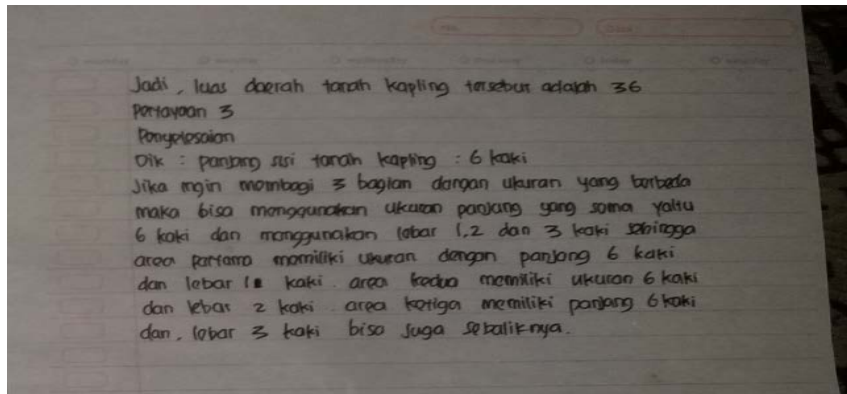 Jadi, luas daerah tanah kapling tersebut adalah 36
Pertayaan 3
Penyelesaian
Dik : panjang sisi tanah kapling : 6 kaki
Jika ingin membagi 3 bagian dangan ukuran yang berbeda
maka bisa menggunakan ukuran panjang yang sama yaitu
6 kaki dan menggunakan lebar 1,2 dan 3 kaki sehingga
area pertama memiliki ukuran dengan panjang 6 kaki
dan lebar 1 kaki. area kedua memiliki ukuran 6 kaki
dan lebar 2 kaki. area ketiga memiliki panjang 6 kaki
dan, lebar 3 kaki bisa juga sebaliknya.